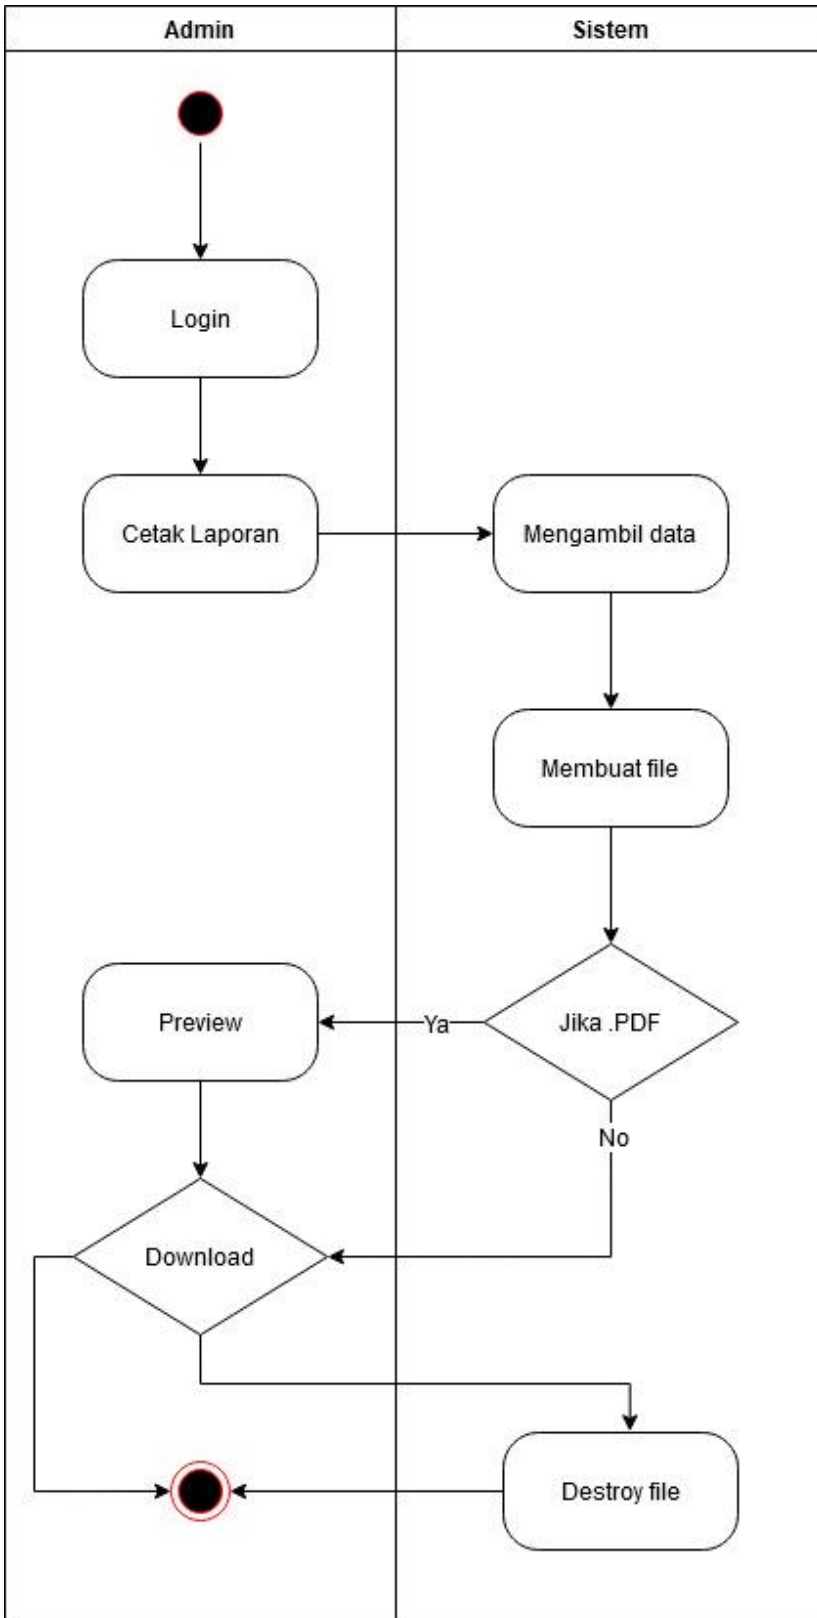 Admin
Sistem
Login
Cetak Laporan
Mengambil data
Membuat file
Preview
Ya
Jika .PDF
No
Download
Destroy file